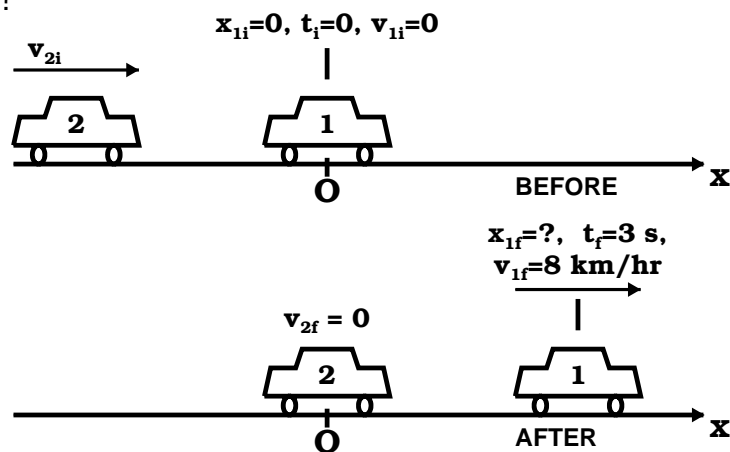 !
x₁ᵢ=0, tᵢ=0, v₁ᵢ=0
v₂ᵢ
2 1
x
O BEFORE
x₁f=?, tf=3 s,
v₁f=8 km/hr
v₂f = 0
2 1
x
O AFTER